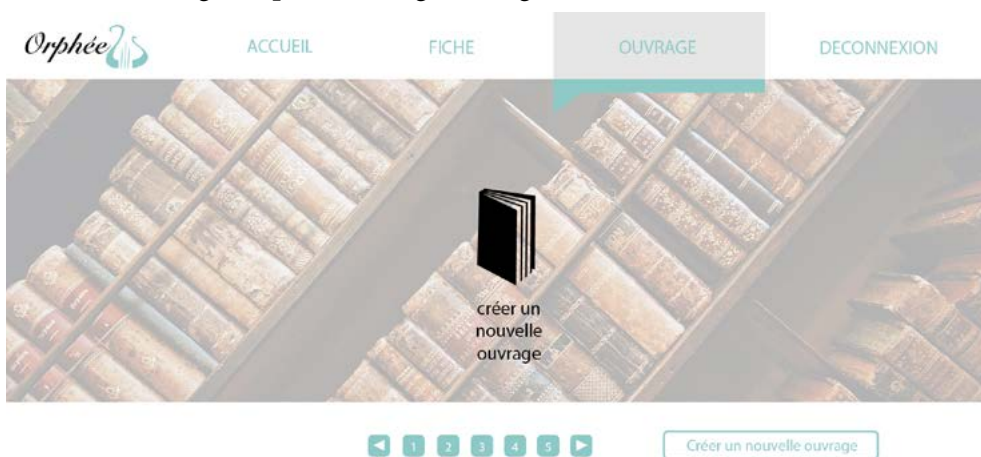 Orphée
ACCUEIL
FICHE
OUVRAGE
DECONNEXION
créer un
nouvelle
ouvrage
1 2 3 4 5
Créer un nouvelle ouvrage